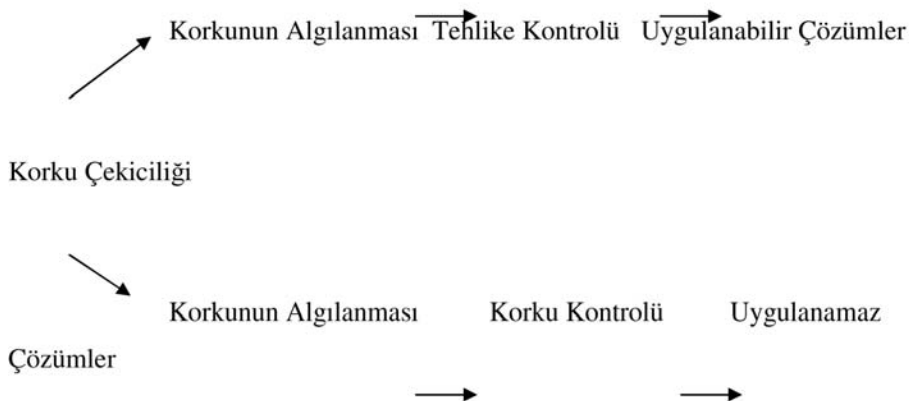 Korkunun Algılanması Tehlike Kontrolü Uygulanabilir Çözümler
Korku Çekiciliği
Korkunun Algılanması Korku Kontrolü Uygulanamaz
Çözümler